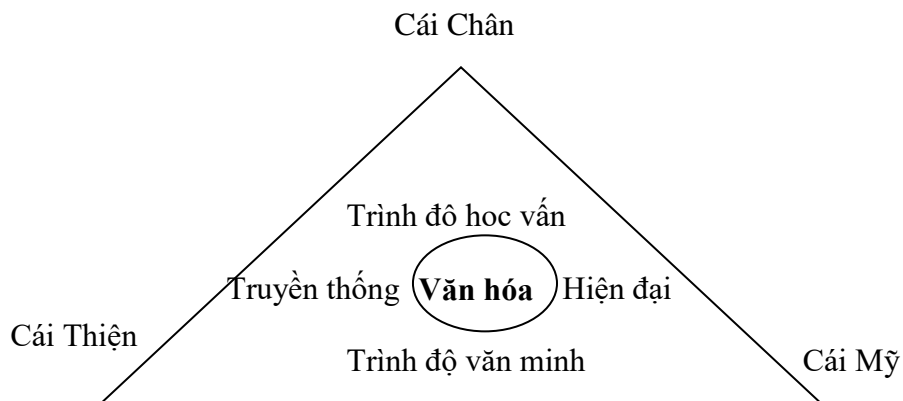 Cái Chân
Trình đô hoc vấn
Truyền thống Văn hóa Hiện đại
Cái Thiện
Trình độ văn minh
Cái Mỹ